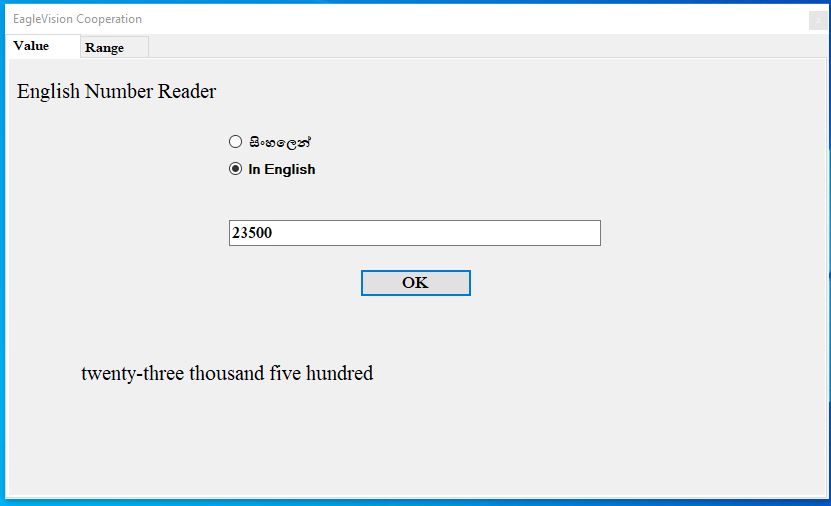 EagleVision Cooperation
Value Range
English Number Reader
සිංහලෙන්
In English
23500
OK
twenty-three thousand five hundred